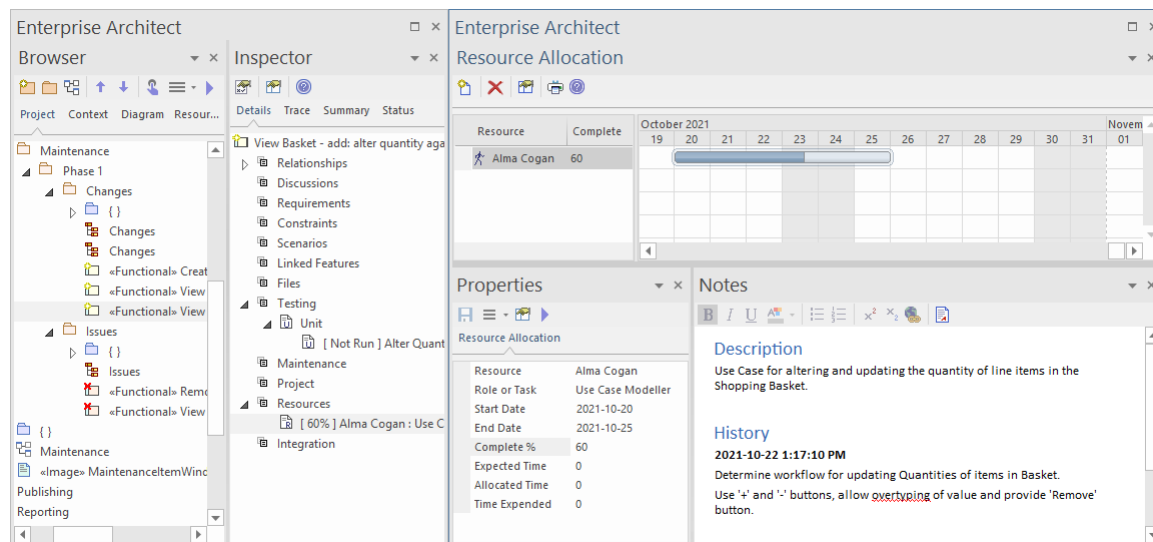 Enterprise Architect
Browser
Project Context Diagram Resour...
Maintenance
Phase 1
Changes
{ }
Changes
Changes
«Functional» Creat
«Functional» View
«Functional» View
Issues
{ }
Issues
«Functional» Remo
«Functional» View
{ }
Maintenance
«Image» MaintenanceItemWinc
Publishing
Reporting
Inspector
Details Trace Summary Status
View Basket - add: alter quantity aga
Relationships
Discussions
Requirements
Constraints
Scenarios
Linked Features
Files
Testing
Unit
[ Not Run ] Alter Quant
Maintenance
Project
Resources
[ 60% ] Alma Cogan : Use C
Integration
Enterprise Architect
Resource Allocation
Resource Complete
October 2021 Novem
19 20 21 22 23 24 25 26 27 28 29 30 31 01
Alma Cogan 60
Properties
Resource Allocation
Resource Alma Cogan
Role or Task Use Case Modeller
Start Date 2021-10-20
End Date 2021-10-25
Complete % 60
Expected Time 0
Allocated Time 0
Time Expended 0
Notes
B I U
Description
Use Case for altering and updating the quantity of line items in the
Shopping Basket.
History
2021-10-22 1:17:10 PM
Determine workflow for updating Quantities of items in Basket.
Use '+' and '-' buttons, allow overtyping of value and provide 'Remove'
button.